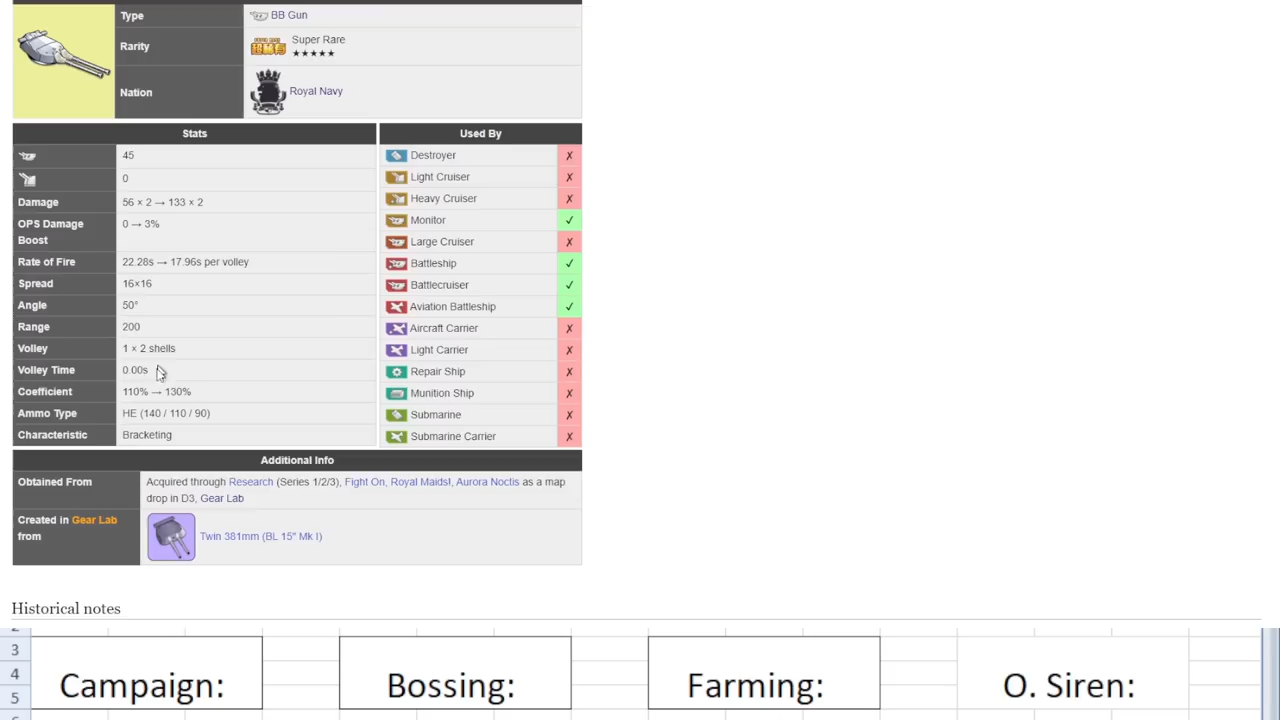 Type BB Gun
Rarity 超稀有 Super Rare
★★★★★
Nation Royal Navy
Stats
45
0
Damage 56 × 2 → 133 × 2
OPS Damage Boost 0 → 3%
Rate of Fire 22.28s → 17.96s per volley
Spread 16×16
Angle 50°
Range 200
Volley 1 × 2 shells
Volley Time 0.00s
Coefficient 110% → 130%
Ammo Type HE (140 / 110 / 90)
Characteristic Bracketing
Used By
Destroyer ✗
Light Cruiser ✗
Heavy Cruiser ✗
Monitor ✓
Large Cruiser ✗
Battleship ✓
Battlecruiser ✓
Aviation Battleship ✓
Aircraft Carrier ✗
Light Carrier ✗
Repair Ship ✗
Munition Ship ✗
Submarine ✗
Submarine Carrier ✗
Additional Info
Obtained From Acquired through Research (Series 1/2/3), Fight On, Royal Maids!, Aurora Noctis as a map
drop in D3, Gear Lab
Created in Gear Lab
from
Twin 381mm (BL 15" Mk I)
Historical notes
3
4
5
Campaign: Bossing: Farming: O. Siren: